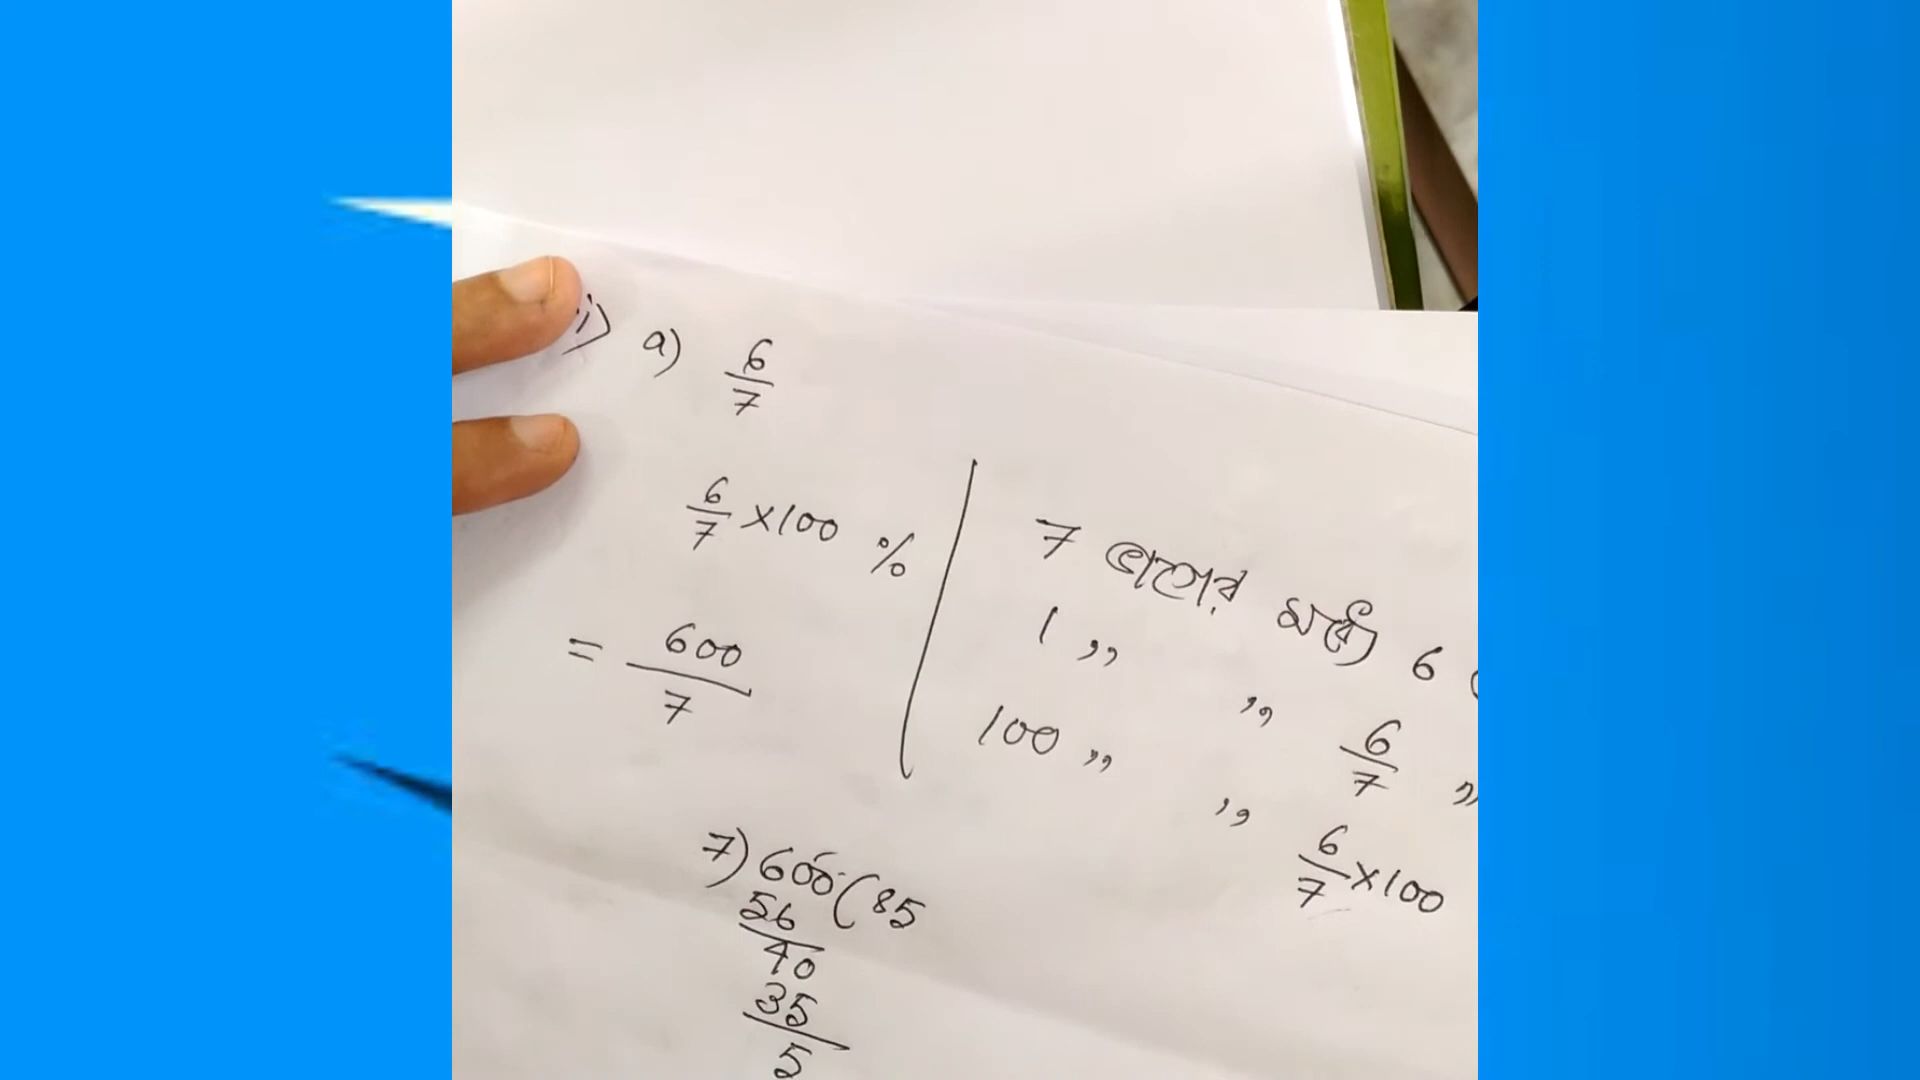 i) a) 6/7
6/7 ×100 %
= 600/7
7 ভাগের মধ্যে 6
1 ,, ,, 6/7 ,,
100 ,, ,, 6/7×100
7)600(85
56
40
35
5